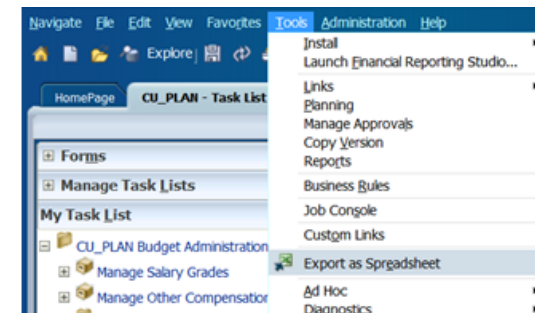 Navigate File Edit View Favorites Tools Administration Help
Explore
HomePage CU_PLAN - Task List
Forms
Manage Task Lists
My Task List
CU_PLAN Budget Administration
Manage Salary Grades
Manage Other Compensation
Install
Launch Financial Reporting Studio...
Links
Planning
Manage Approvals
Copy Version
Reports
Business Rules
Job Console
Custom Links
Export as Spreadsheet
Ad Hoc
Diagnostics